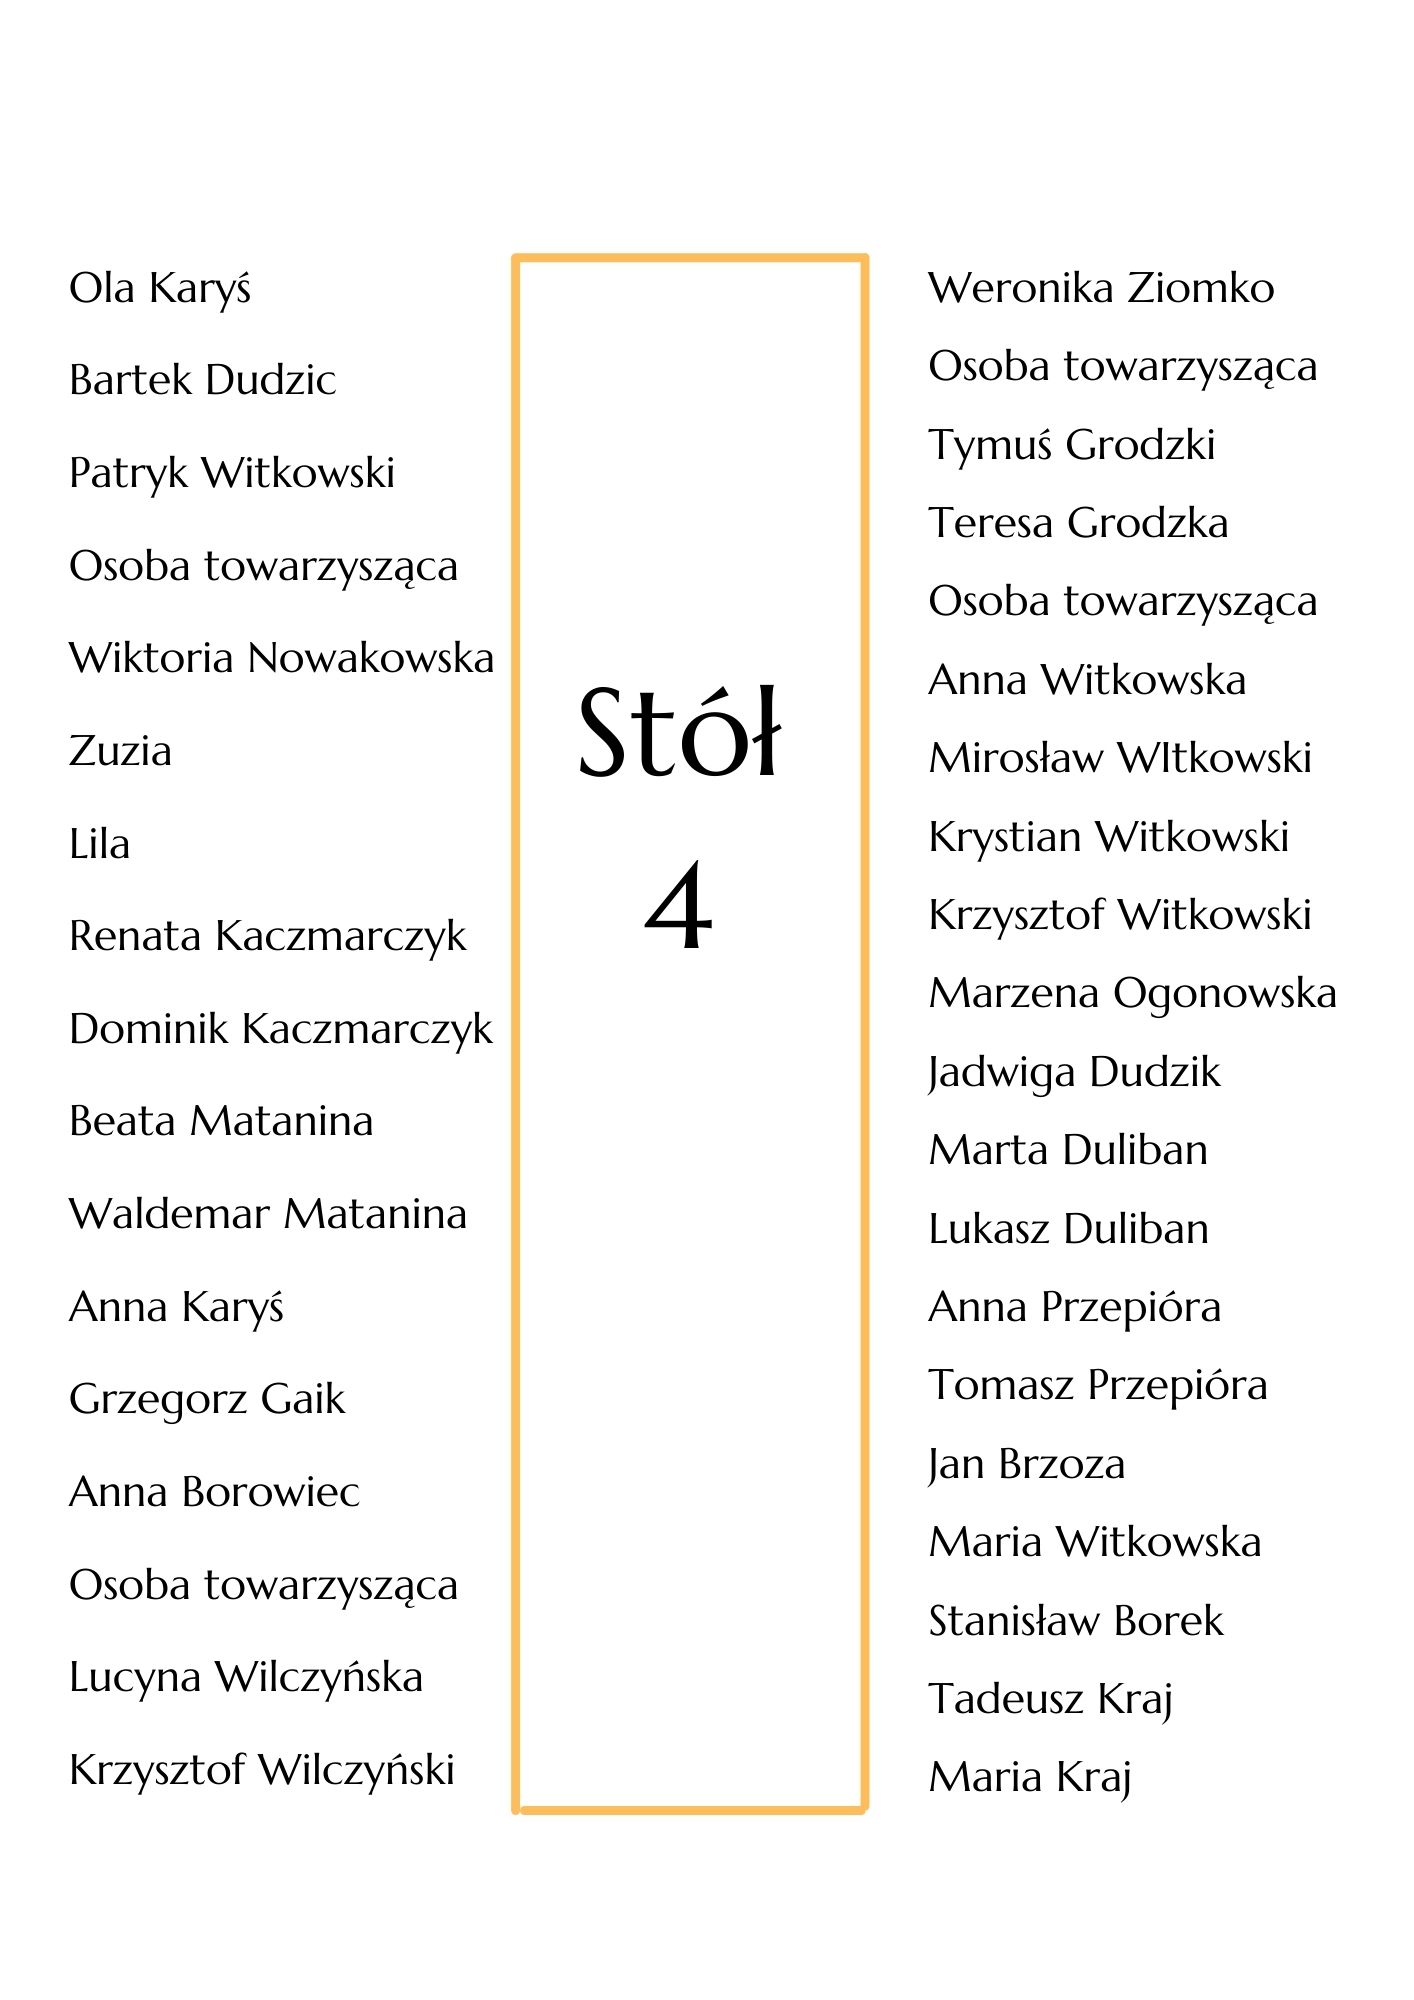 Ola Karyś
Bartek Dudzic
Patryk Witkowski
Osoba towarzysząca
Wiktoria Nowakowska
Zuzia
Lila
Renata Kaczmarczyk
Dominik Kaczmarczyk
Beata Matanina
Waldemar Matanina
Anna Karyś
Grzegorz Gaik
Anna Borowiec
Osoba towarzysząca
Lucyna Wilczyńska
Krzysztof Wilczyński
Stół
4
Weronika Ziomko
Osoba towarzysząca
Tymuś Grodzki
Teresa Grodzka
Osoba towarzysząca
Anna Witkowska
Mirosław WItkowski
Krystian Witkowski
Krzysztof Witkowski
Marzena Ogonowska
Jadwiga Dudzik
Marta Duliban
Lukasz Duliban
Anna Przepióra
Tomasz Przepióra
Jan Brzoza
Maria Witkowska
Stanisław Borek
Tadeusz Kraj
Maria Kraj